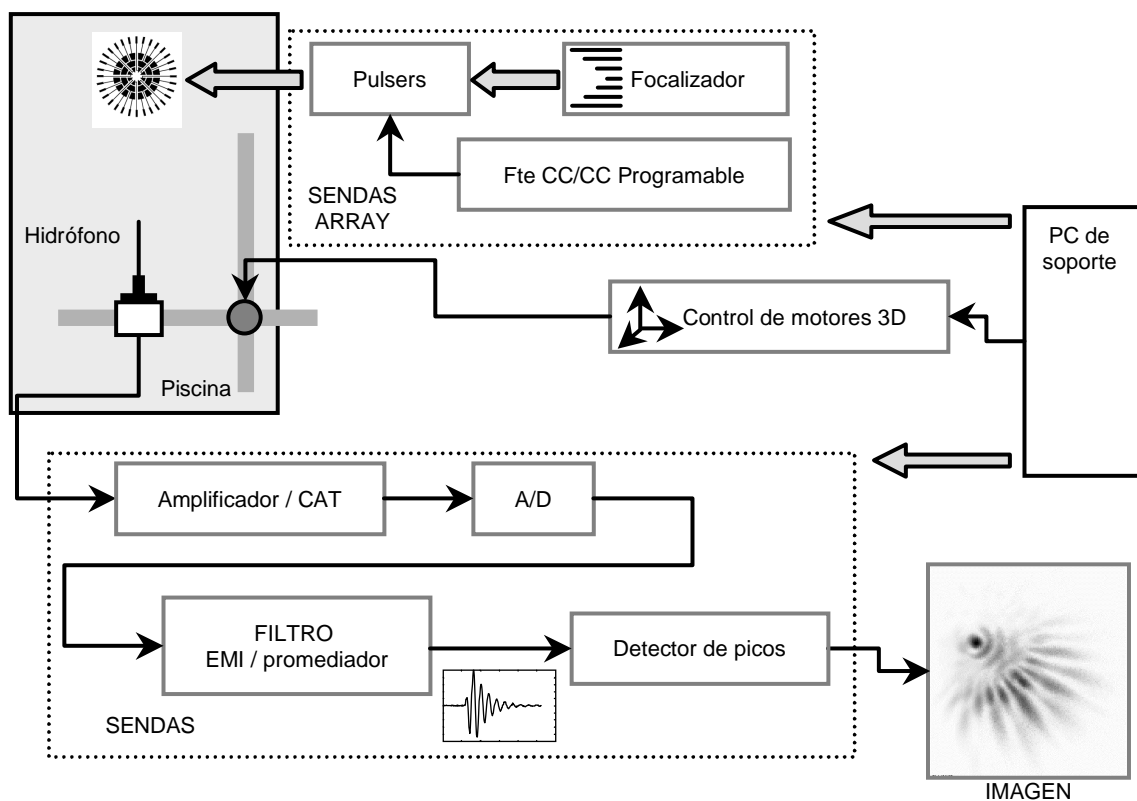 Pulsers
Focalizador
Fte CC/CC Programable
SENDAS
ARRAY
Hidrófono
Piscina
PC de
soporte
Control de motores 3D
Amplificador / CAT
A/D
FILTRO
EMI / promediador
Detector de picos
SENDAS
IMAGEN